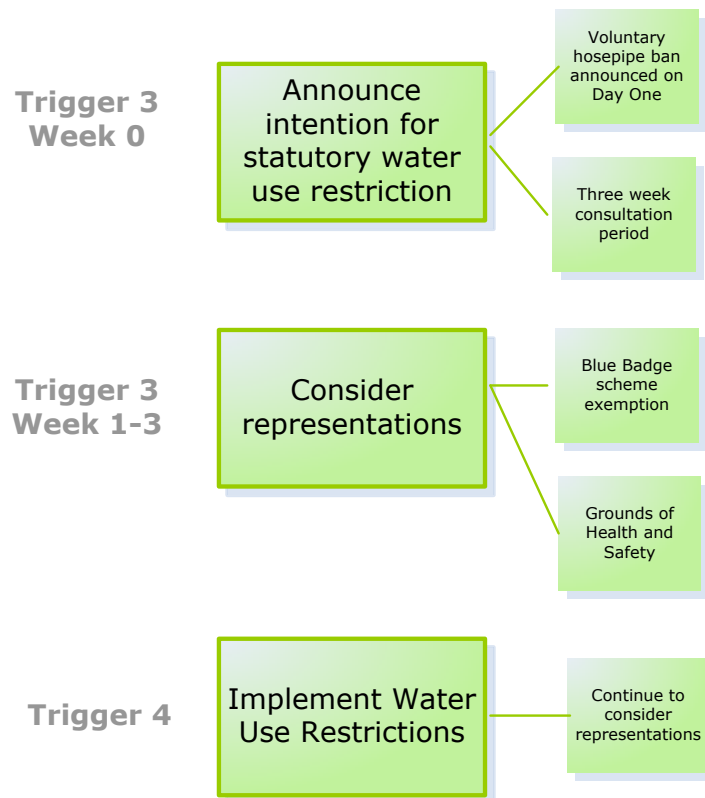 Trigger 3
Week 0
Announce
intention for
statutory water
use restriction
Voluntary
hosepipe ban
announced on
Day One
Three week
consultation
period
Trigger 3
Week 1-3
Consider
representations
Blue Badge
scheme
exemption
Grounds of
Health and
Safety
Trigger 4
Implement Water
Use Restrictions
Continue to
consider
representations